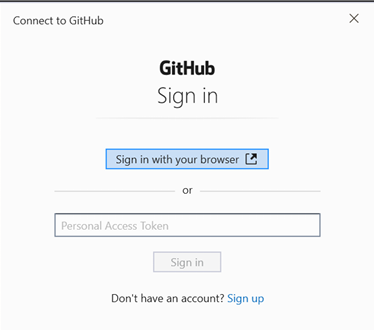 Connect to GitHub
GitHub
Sign in
Sign in with your browser
or
Personal Access Token
Sign in
Don't have an account? Sign up